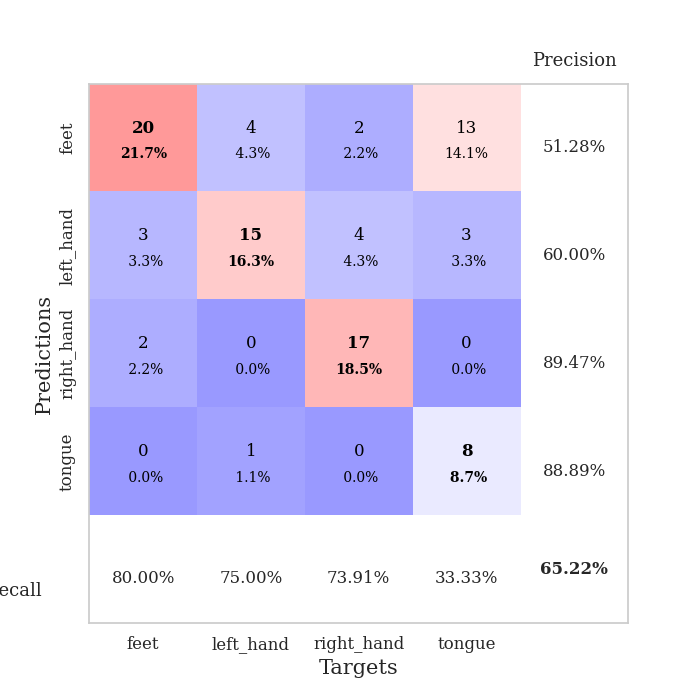 Precision
feet
20 4 2 13
21.7% 4.3% 2.2% 14.1%
51.28%
left_hand
3 15 4 3
3.3% 16.3% 4.3% 3.3%
60.00%
right_hand
2 0 17 0
2.2% 0.0% 18.5% 0.0%
89.47%
Predictions
tongue
0 1 0 8
0.0% 1.1% 0.0% 8.7%
88.89%
ecall
80.00% 75.00% 73.91% 33.33% 65.22%
feet left_hand right_hand tongue
Targets